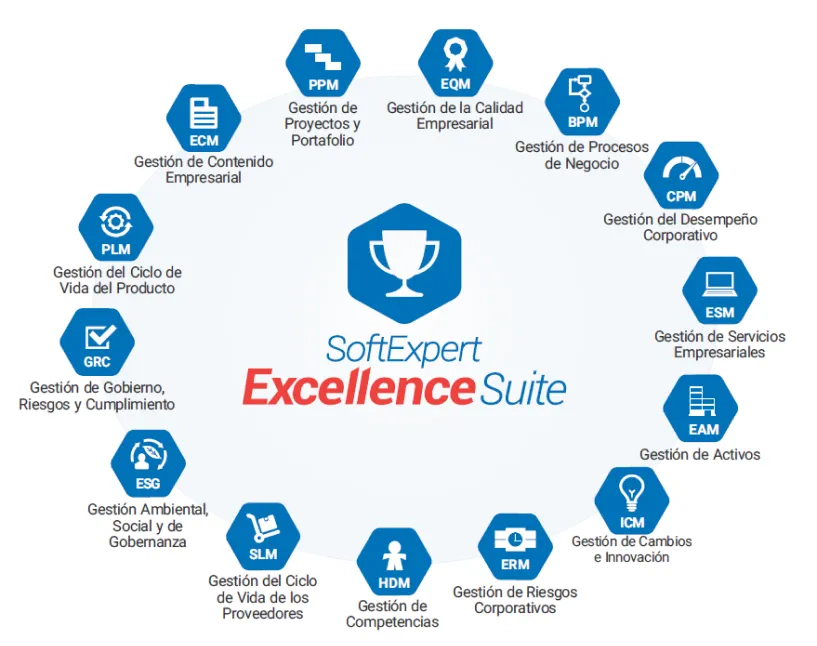 PPM
Gestión de
Proyectos y
Portafolio
EQM
Gestión de la Calidad
Empresarial
BPM
Gestión de Procesos
de Negocio
CPM
Gestión del Desempeño
Corporativo
ESM
Gestión de Servicios
Empresariales
EAM
Gestión de Activos
ICM
Gestión de Cambios
e Innovación
ERM
Gestión de Riesgos
Corporativos
HDM
Gestión de
Competencias
SLM
Gestión del Ciclo
de Vida de los
Proveedores
ESG
Gestión Ambiental,
Social y de
Gobernanza
GRC
Gestión de Gobierno,
Riesgos y Cumplimiento
PLM
Gestión del Ciclo de
Vida del Producto
ECM
Gestión de Contenido
Empresarial
SoftExpert
Excellence Suite